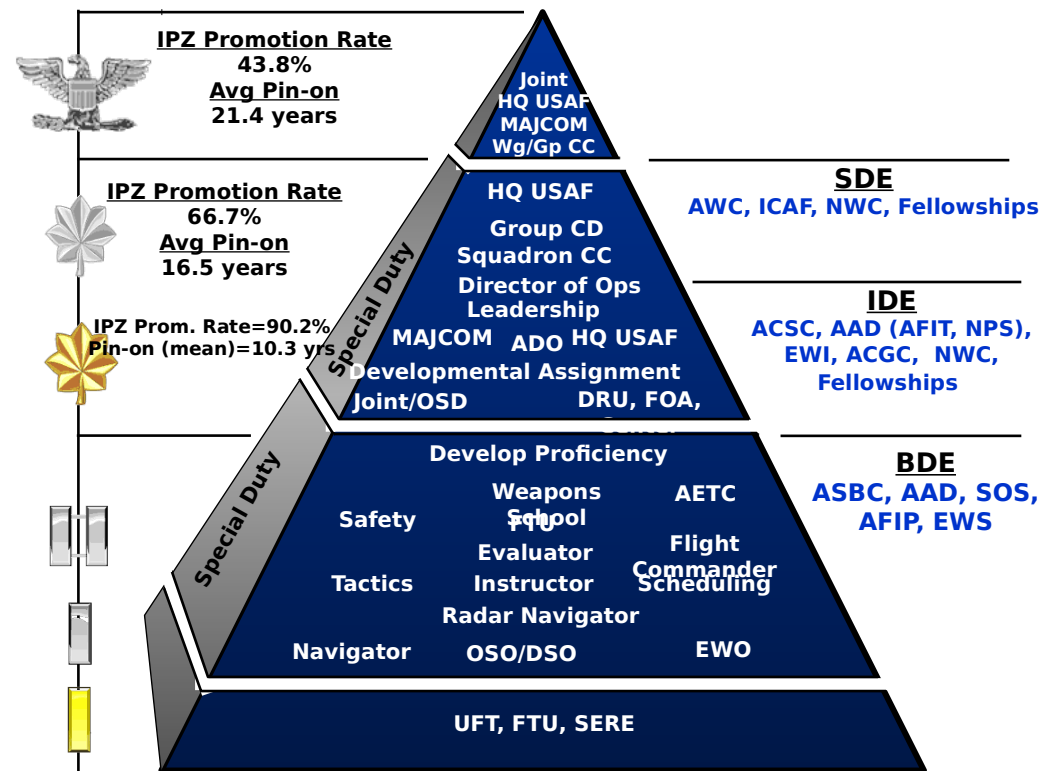 IPZ Promotion Rate
43.8%
Avg Pin-on
21.4 years
IPZ Promotion Rate
66.7%
Avg Pin-on
16.5 years
IPZ Prom. Rate=90.2%
Pin-on (mean)=10.3 yrs
Joint
HQ USAF
MAJCOM
Wg/Gp CC
HQ USAF
Group CD
Squadron CC
Director of Ops
Leadership
MAJCOM ADO HQ USAF
Developmental Assignment
Joint/OSD DRU, FOA,
Special Duty
Develop Proficiency
Weapons
School
AETC
Safety
FTU
Evaluator
Flight
Commander
Tactics Instructor Scheduling
Radar Navigator
Navigator OSO/DSO EWO
Special Duty
UFT, FTU, SERE
SDE
AWC, ICAF, NWC, Fellowships
IDE
ACSC, AAD (AFIT, NPS),
EWI, ACGC, NWC,
Fellowships
BDE
ASBC, AAD, SOS,
AFIP, EWS